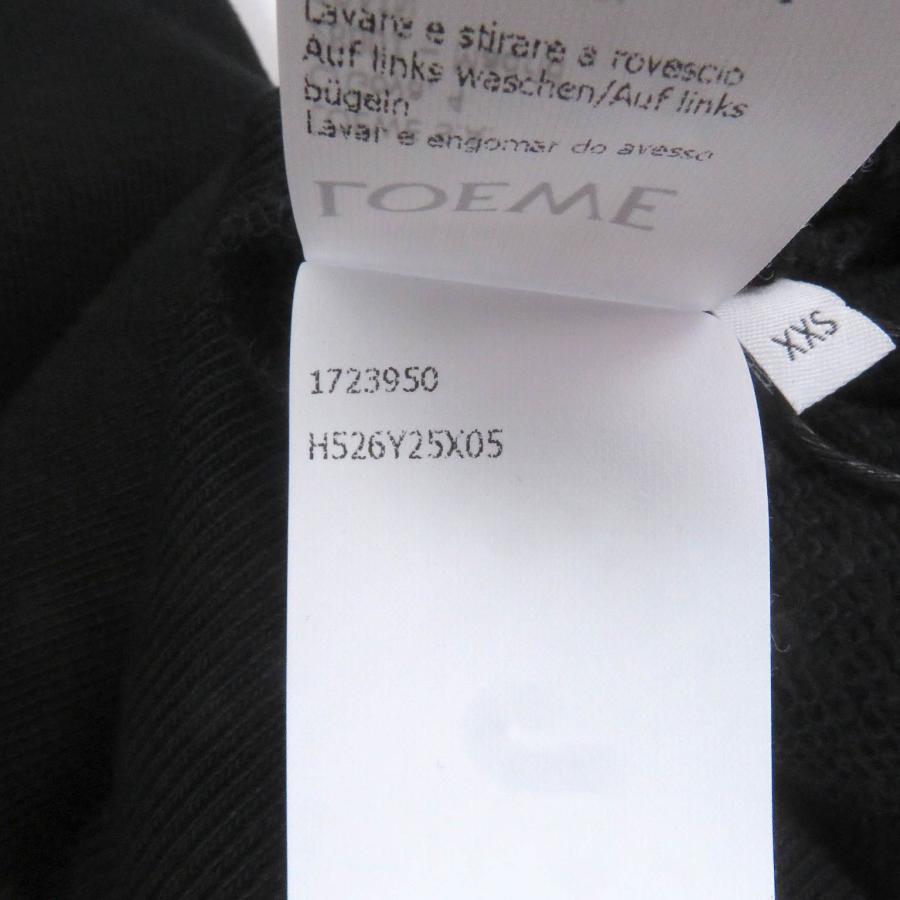 Lavare e stirare a rovescio
Auf links waschen/Auf links
bügeln
Lavar e engomar do avesso
LOEWE
XXS
1723950
H526Y25X05